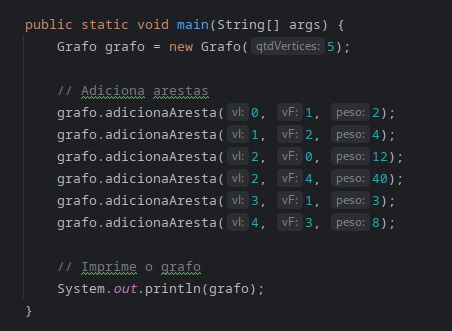 public static void main(String[] args) {
Grafo grafo = new Grafo( qtdVertices: 5);
// Adiciona arestas
grafo.adicionaAresta( vI: 0, vF: 1, peso: 2);
grafo.adicionaAresta( vI: 1, vF: 2, peso: 4);
grafo.adicionaAresta( vI: 2, vF: 0, peso: 12);
grafo.adicionaAresta( vI: 2, vF: 4, peso: 40);
grafo.adicionaAresta( vI: 3, vF: 1, peso: 3);
grafo.adicionaAresta( vI: 4, vF: 3, peso: 8);
// Imprime o grafo
System.out.println(grafo);
}